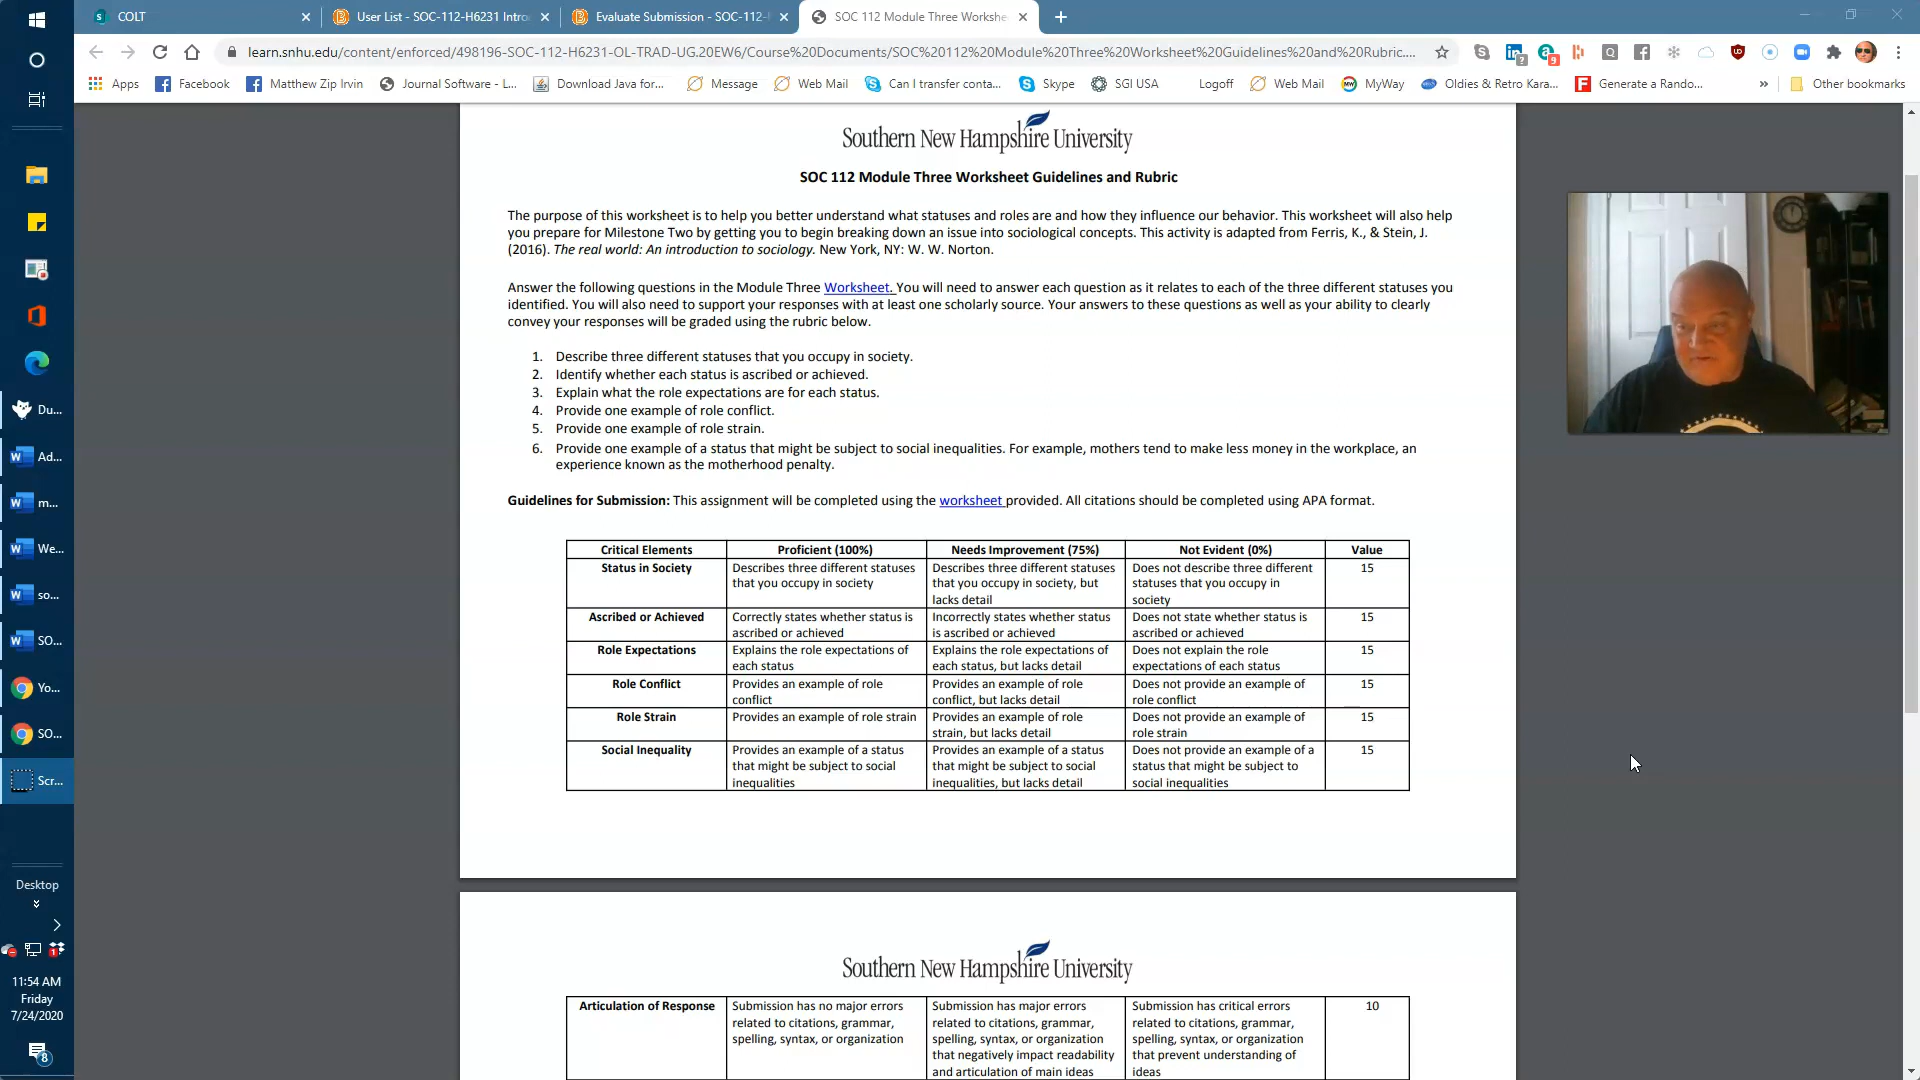 COLT
User List - SOC-112-H6231 Intro
Evaluate Submission - SOC-112-
SOC 112 Module Three Workshe
learn.snhu.edu/content/enforced/498196-SOC-112-H6231-OL-TRAD-UG.20EW6/Course%20Documents/SOC%20112%20Module%20Three%20Worksheet%20Guidelines%20and%20Rubric....
Apps
Facebook
Matthew Zip Irvin
Journal Software - L...
Download Java for...
Message
Web Mail
Can I transfer conta...
Skype
SGI USA
Logoff
Web Mail
MyWay
Oldies & Retro Kara...
Generate a Rando...
»
Other bookmarks
Southern New Hampshire University
SOC 112 Module Three Worksheet Guidelines and Rubric
The purpose of this worksheet is to help you better understand what statuses and roles are and how they influence our behavior. This worksheet will also help
you prepare for Milestone Two by getting you to begin breaking down an issue into sociological concepts. This activity is adapted from Ferris, K., & Stein, J.
(2016). The real world: An introduction to sociology. New York, NY: W. W. Norton.
Answer the following questions in the Module Three Worksheet. You will need to answer each question as it relates to each of the three different statuses you
identified. You will also need to support your responses with at least one scholarly source. Your answers to these questions as well as your ability to clearly
convey your responses will be graded using the rubric below.
1. Describe three different statuses that you occupy in society.
2. Identify whether each status is ascribed or achieved.
3. Explain what the role expectations are for each status.
4. Provide one example of role conflict.
5. Provide one example of role strain.
6. Provide one example of a status that might be subject to social inequalities. For example, mothers tend to make less money in the workplace, an
experience known as the motherhood penalty.
Guidelines for Submission: This assignment will be completed using the worksheet provided. All citations should be completed using APA format.
Critical Elements Proficient (100%) Needs Improvement (75%) Not Evident (0%) Value
Status in Society Describes three different statuses Describes three different statuses Does not describe three different 15
that you occupy in society that you occupy in society, but statuses that you occupy in
lacks detail society
Ascribed or Achieved Correctly states whether status is Incorrectly states whether status Does not state whether status is 15
ascribed or achieved is ascribed or achieved ascribed or achieved
Role Expectations Explains the role expectations of Explains the role expectations of Does not explain the role 15
each status each status, but lacks detail expectations of each status
Role Conflict Provides an example of role Provides an example of role Does not provide an example of 15
conflict conflict, but lacks detail role conflict
Role Strain Provides an example of role strain Provides an example of role Does not provide an example of 15
strain, but lacks detail role strain
Social Inequality Provides an example of a status Provides an example of a status Does not provide an example of a 15
that might be subject to social that might be subject to social status that might be subject to
inequalities inequalities, but lacks detail social inequalities
Southern New Hampshire University
Articulation of Response Submission has no major errors Submission has major errors Submission has critical errors 10
related to citations, grammar, related to citations, grammar, related to citations, grammar,
spelling, syntax, or organization spelling, syntax, or organization spelling, syntax, or organization
that negatively impact readability that prevent understanding of
and articulation of main ideas ideas
Du...
Ad...
m...
We...
so...
SO...
Yo...
SO...
Scr...
Desktop
11:54 AM
Friday
7/24/2020
8